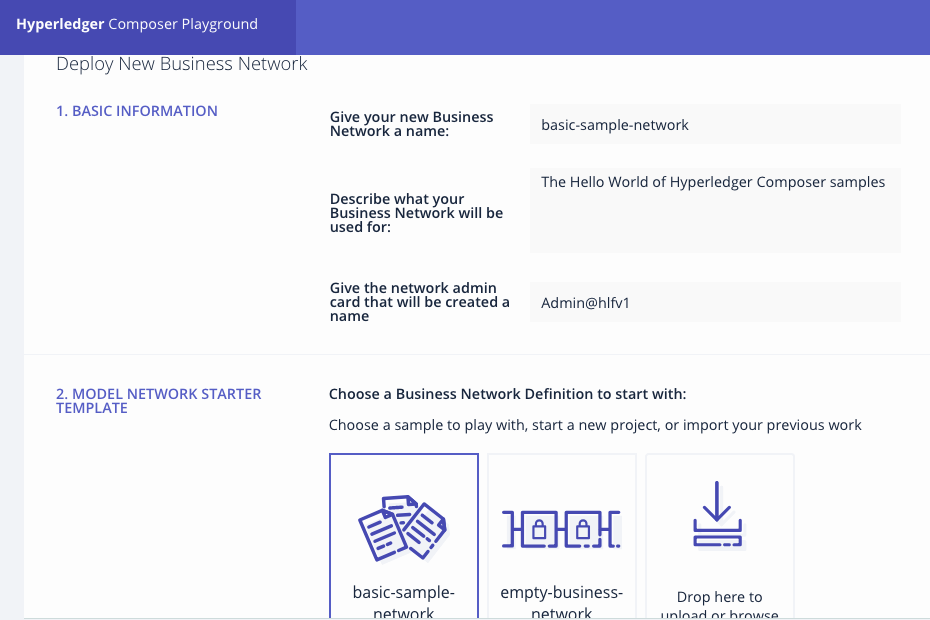 Hyperledger Composer Playground
Deploy New Business Network
1. BASIC INFORMATION
Give your new Business
Network a name:
basic-sample-network
Describe what your
Business Network will be
used for:
The Hello World of Hyperledger Composer samples
Give the network admin
card that will be created a
name
Admin@hlfv1
2. MODEL NETWORK STARTER
TEMPLATE
Choose a Business Network Definition to start with:
Choose a sample to play with, start a new project, or import your previous work
basic-sample-
network
empty-business-
network
Drop here to
upload or browse